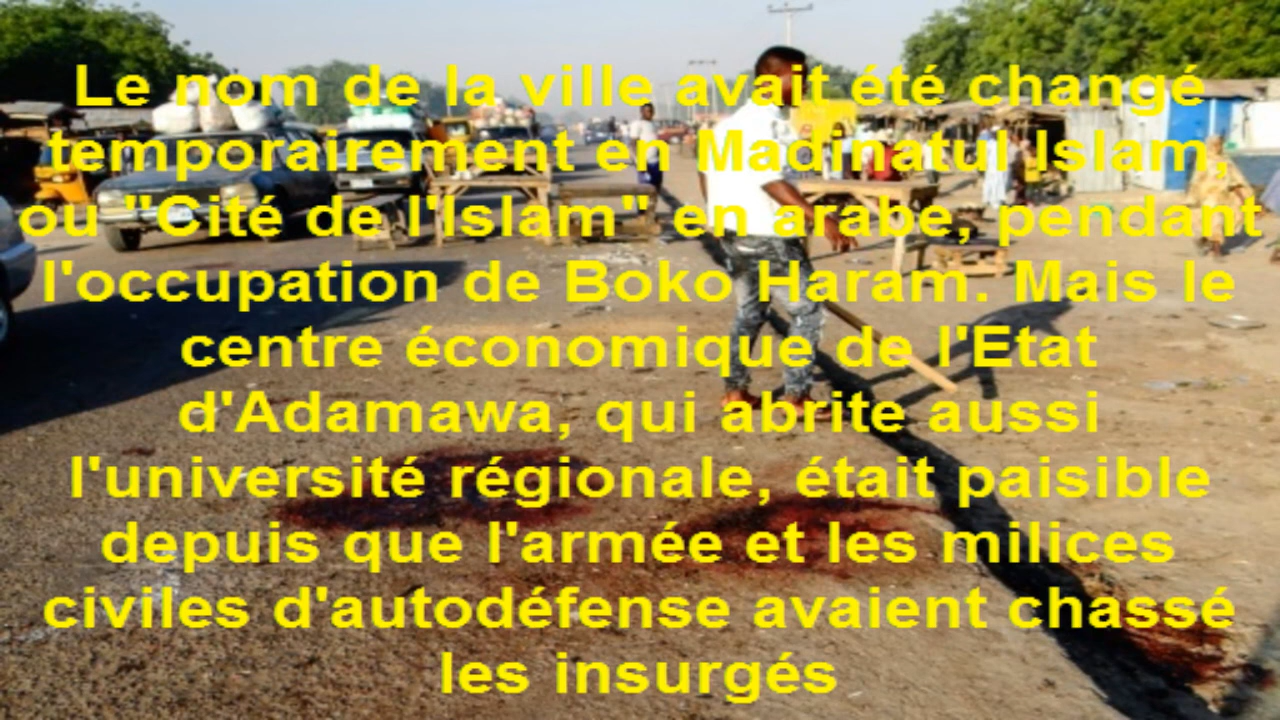 Le nom de la ville avait été changé
temporairement en Madinatul Islam,
ou "Cité de l'Islam" en arabe, pendant
l'occupation de Boko Haram. Mais le
centre économique de l'Etat
d'Adamawa, qui abrite aussi
l'université régionale, était paisible
depuis que l'armée et les milices
civiles d'autodéfense avaient chassé
les insurgés